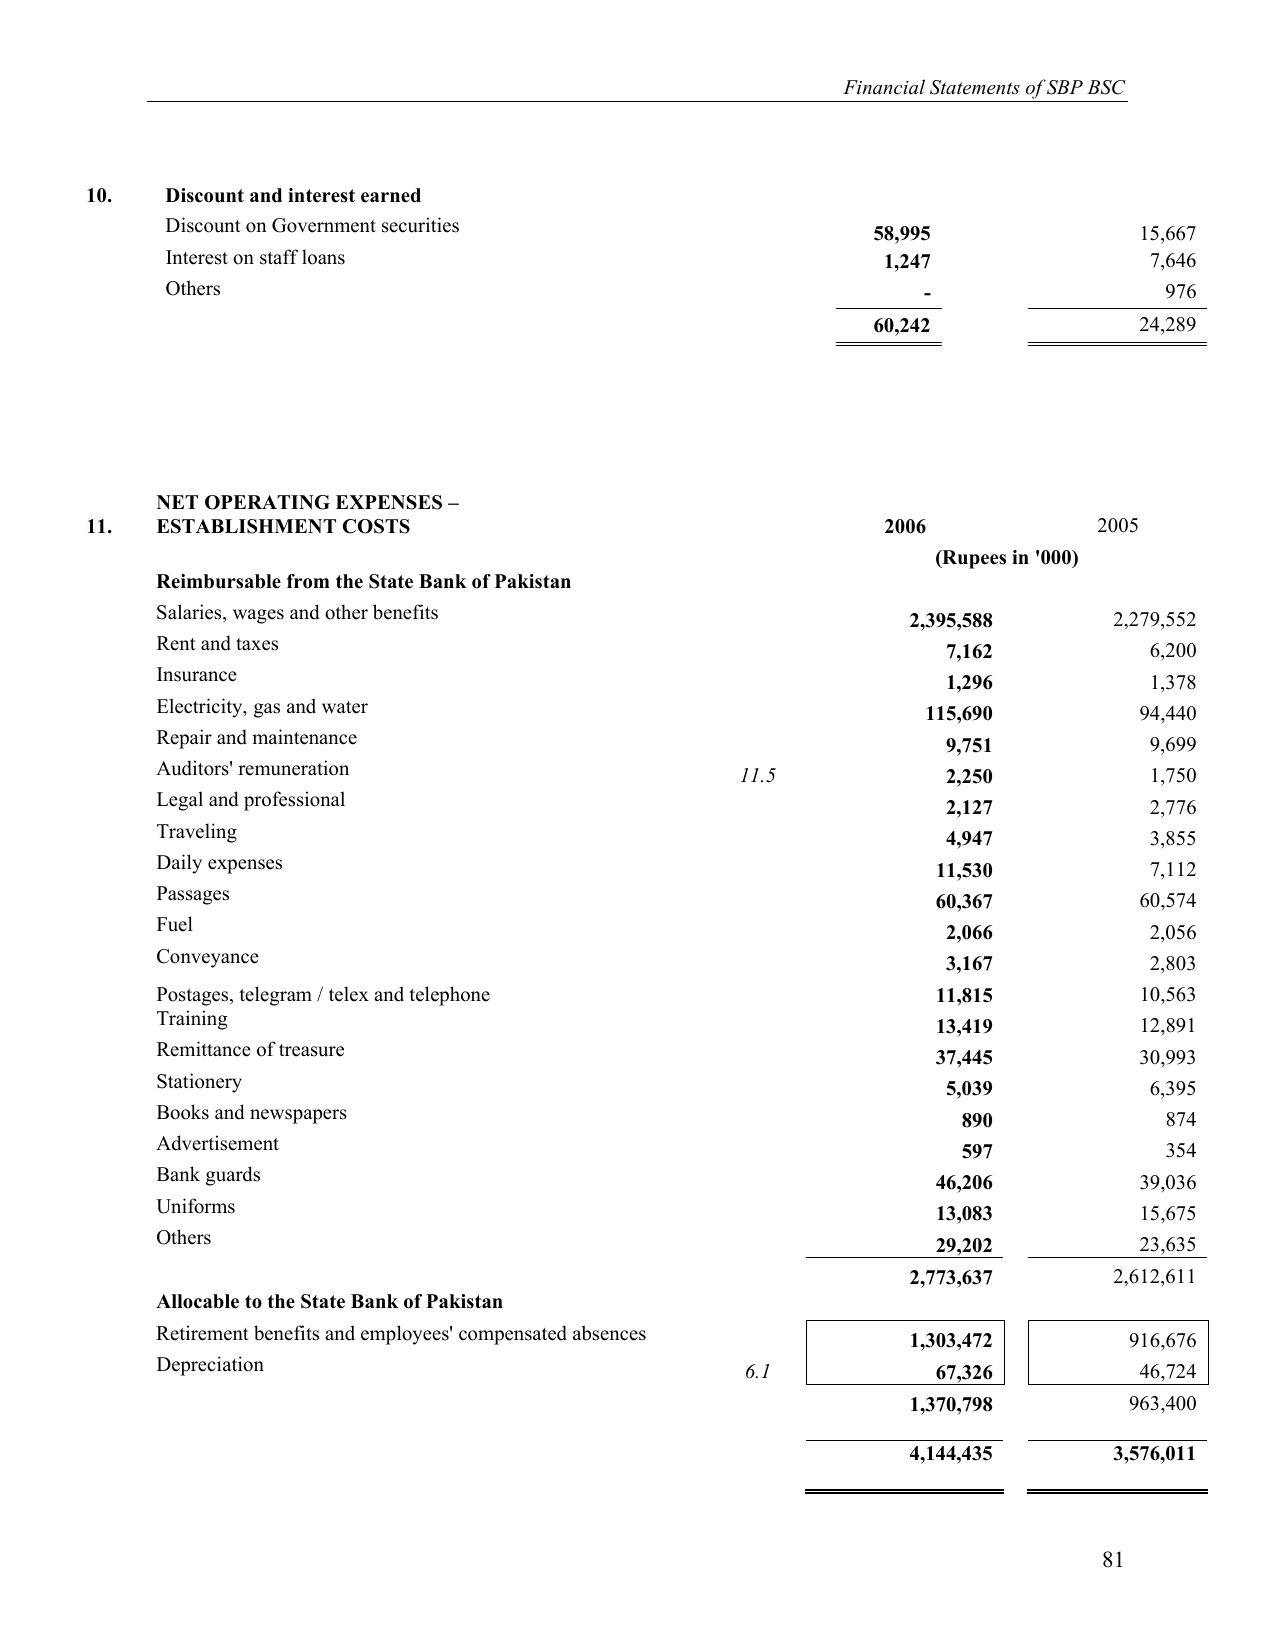 Financial Statements of SBP BSC
10. Discount and interest earned
Discount on Government securities 58,995 15,667
Interest on staff loans 1,247 7,646
Others - 976
60,242 24,289
NET OPERATING EXPENSES –
11. ESTABLISHMENT COSTS 2006 2005
(Rupees in '000)
Reimbursable from the State Bank of Pakistan
Salaries, wages and other benefits 2,395,588 2,279,552
Rent and taxes 7,162 6,200
Insurance 1,296 1,378
Electricity, gas and water 115,690 94,440
Repair and maintenance 9,751 9,699
Auditors' remuneration 11.5 2,250 1,750
Legal and professional 2,127 2,776
Traveling 4,947 3,855
Daily expenses 11,530 7,112
Passages 60,367 60,574
Fuel 2,066 2,056
Conveyance 3,167 2,803
Postages, telegram / telex and telephone 11,815 10,563
Training 13,419 12,891
Remittance of treasure 37,445 30,993
Stationery 5,039 6,395
Books and newspapers 890 874
Advertisement 597 354
Bank guards 46,206 39,036
Uniforms 13,083 15,675
Others 29,202 23,635
2,773,637 2,612,611
Allocable to the State Bank of Pakistan
Retirement benefits and employees' compensated absences 1,303,472 916,676
Depreciation 6.1 67,326 46,724
1,370,798 963,400
4,144,435 3,576,011
81